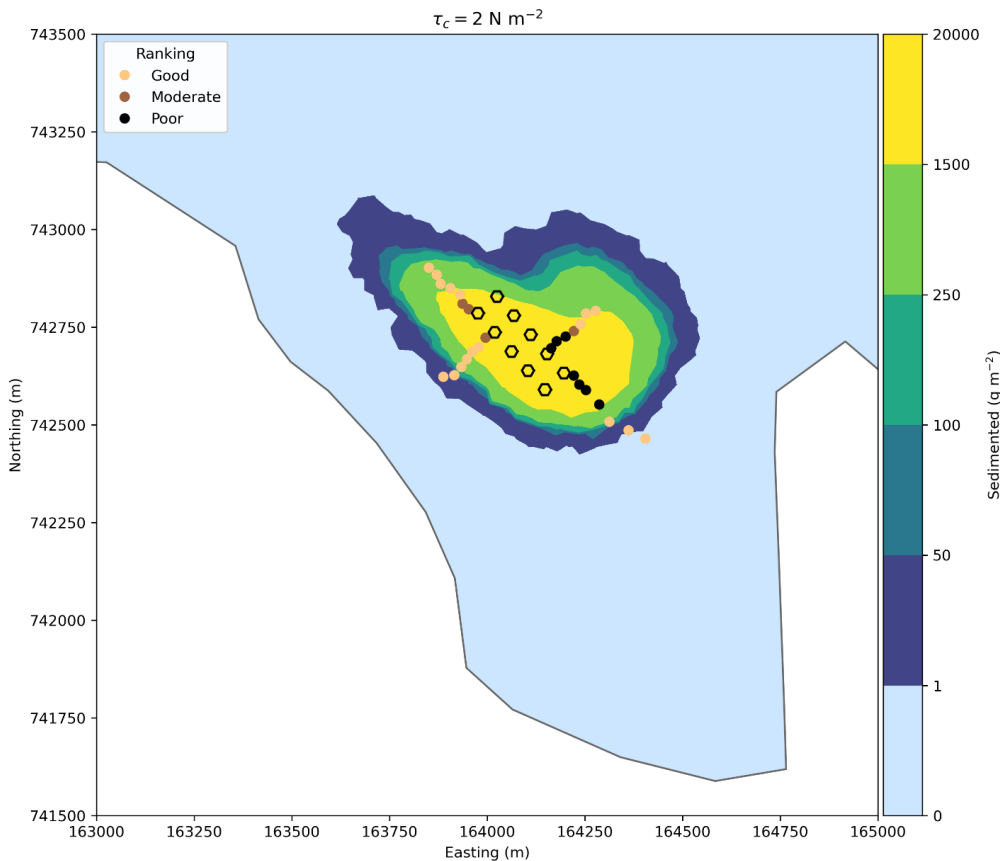 τ_c = 2 N m⁻²
Ranking
Good
Moderate
Poor
743500
743250
743000
742750
742500
742250
742000
741750
741500
163000 163250 163500 163750 164000 164250 164500 164750 165000
Easting (m)
Northing (m)
20000
1500
250
100
50
1
0
Sedimented (g m⁻²)